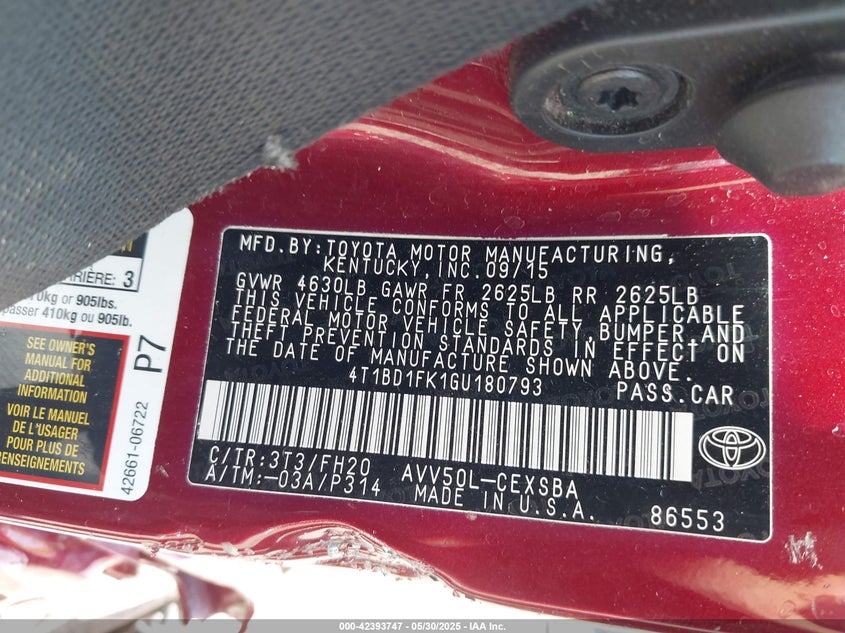 MFD.BY:TOYOTA MOTOR MANUFACTURING,
KENTUCKY, INC. 09/15
GVWR 4630LB GAWR FR 2625LB RR 2625LB
THIS VEHICLE CONFORMS TO ALL APPLICABLE
FEDERAL MOTOR VEHICLE SAFETY, BUMPER, AND
THEFT PREVENTION STANDARDS IN EFFECT ON
THE DATE OF MANUFACTURE SHOWN ABOVE.
4T1BD1FK1GU180793 PASS.CAR
C/TR:3T3/FH20 AVV50L-CEXSBA
A/TM:-03A/P314 MADE IN U.S.A.
86553
3
kg or 905lbs.
passer 410kg ou 905lb.
SEE OWNER'S
MANUAL FOR
ADDITIONAL
INFORMATION
VOIR LE MANUEL
DE L'USAGER
POUR PLUS DE
RENSEIGNEMENTS
P7
42661-06722
000-42393747 - 05/30/2025 - IAA Inc.